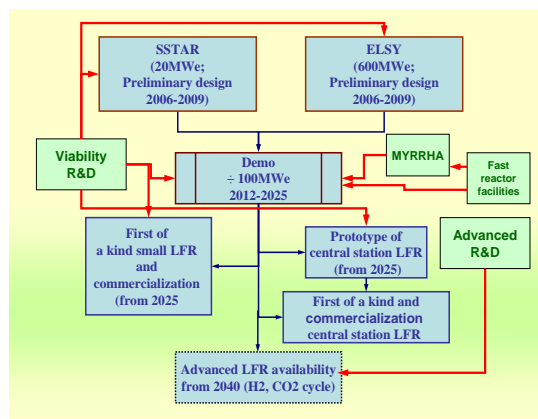 SSTAR
(20MWe;
Preliminary design
2006-2009)
ELSY
(600MWe;
Preliminary design
2006-2009)
Viability
R&D
Demo
÷ 100MWe
2012-2025
MYRRHA
Fast
reactor
facilities
First of
a kind small LFR
and
commercialization
(from 2025
Prototype of
central station LFR
(from 2025)
Advanced
R&D
First of a kind and
commercialization
central station LFR
Advanced LFR availability
from 2040 (H2, CO2 cycle)